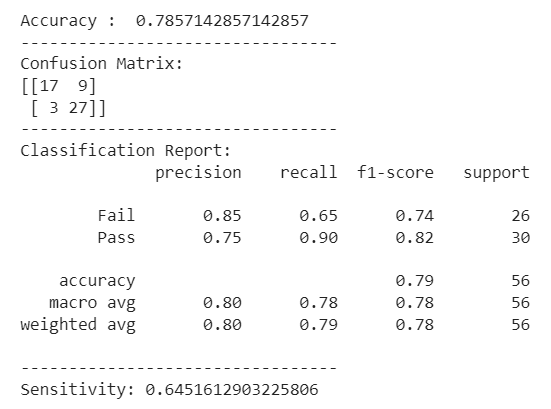 Accuracy :  0.7857142857142857
---------------------------------
Confusion Matrix:
[[17  9]
 [ 3 27]]
---------------------------------
Classification Report:
              precision    recall  f1-score   support

        Fail       0.85      0.65      0.74        26
        Pass       0.75      0.90      0.82        30

    accuracy                           0.79        56
   macro avg       0.80      0.78      0.78        56
weighted avg       0.80      0.79      0.78        56

---------------------------------
Sensitivity: 0.6451612903225806